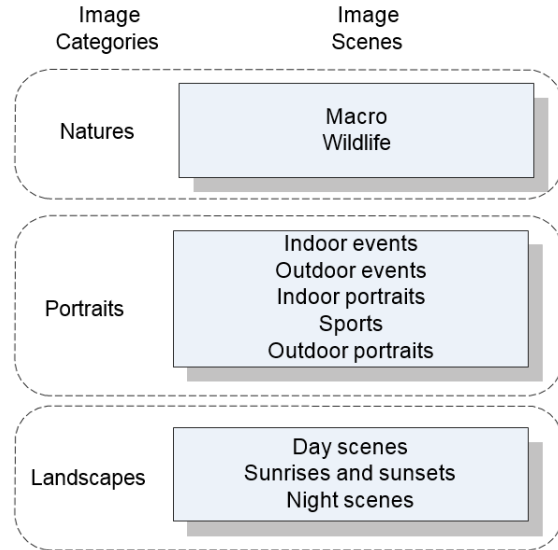 Image
Categories
Image
Scenes
Natures
Macro
Wildlife
Portraits
Indoor events
Outdoor events
Indoor portraits
Sports
Outdoor portraits
Landscapes
Day scenes
Sunrises and sunsets
Night scenes